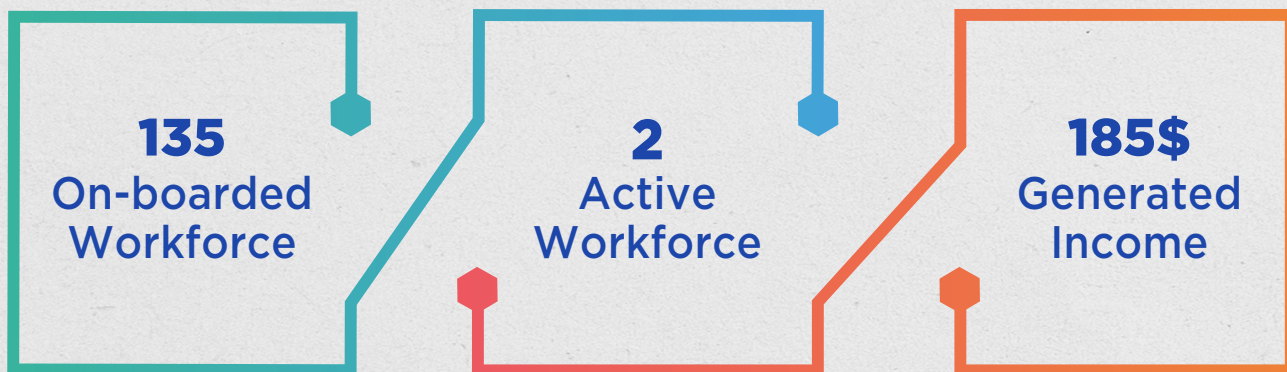 135
On-boarded
Workforce
2
Active
Workforce
185$
Generated
Income